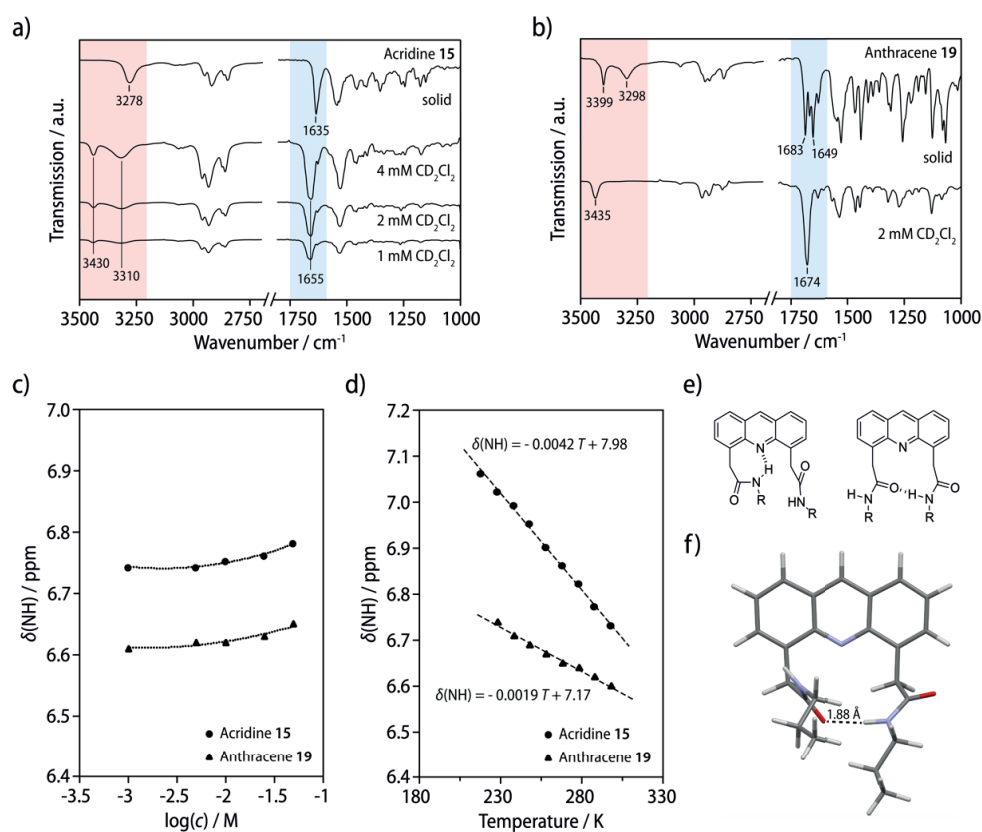 a)
Acridine 15
3278
1635
solid
4 mM CD2Cl2
2 mM CD2Cl2
3430
3310
1655
1 mM CD2Cl2
Transmission / a.u.
3500 3250 3000 2750 1750 1500 1250 1000
Wavenumber / cm-1
b)
Anthracene 19
3399
3298
1683
1649
solid
3435
2 mM CD2Cl2
1674
Transmission / a.u.
3500 3250 3000 2750 1750 1500 1250 1000
Wavenumber / cm-1
c)
7.0
6.9
6.8
6.7
6.6
6.5
6.4
δ(NH) / ppm
Acridine 15
Anthracene 19
-3.5 -3 -2.5 -2 -1.5 -1
log(c) / M
d)
7.2
7.1
7.0
6.9
6.8
6.7
6.6
6.5
6.4
δ(NH) / ppm
δ(NH) = - 0.0042 T + 7.98
δ(NH) = -0.0019 T + 7.17
Acridine 15
Anthracene 19
180 230 280 330
Temperature / K
e)
N
H
O
N
R
O
HN
R
N
O
H-N
R
H-N
O
R
f)
1.88 Å